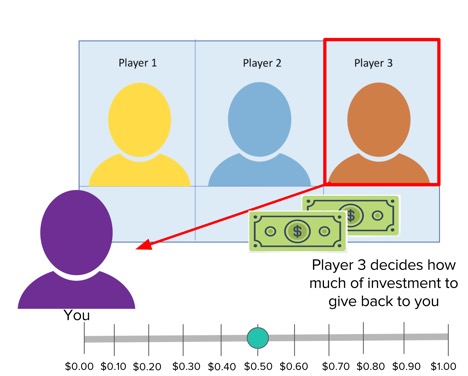 Player 1 Player 2 Player 3
$
$
Player 3 decides how
much of investment to
give back to you
You
$0.00 $0.10 $0.20 $0.30 $0.40 $0.50 $0.60 $0.70 $0.80 $0.90 $1.00